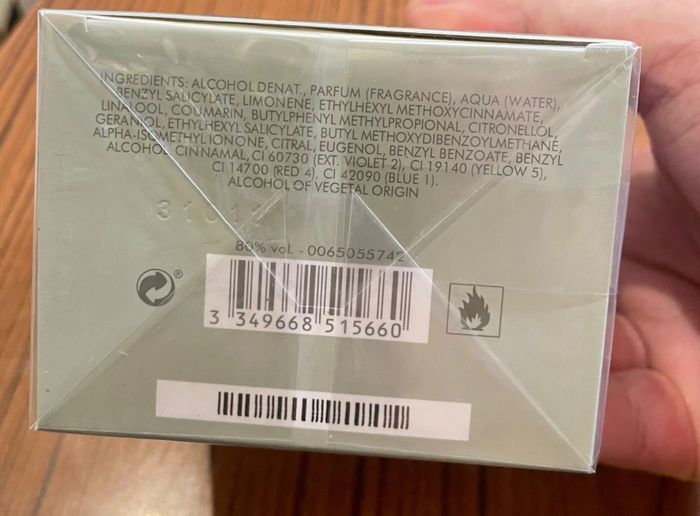 INGREDIENTS: ALCOHOL DENAT., PARFUM (FRAGRANCE), AQUA (WATER),
BENZYL SALICYLATE, LIMONENE, ETHYLHEXYL METHOXYCINNAMATE,
LINALOOL, COUMARIN, BUTYLPHENYL METHYLPROPIONAL, CITRONELLOL,
GERANIOL, ETHYLHEXYL SALICYLATE, BUTYL METHOXYDIBENZOYLMETHANE,
ALPHA-ISOMETHYL IONONE, CITRAL, EUGENOL, BENZYL BENZOATE, BENZYL
ALCOHOL, CINNAMAL, CI 60730 (EXT. VIOLET 2), CI 19140 (YELLOW 5),
CI 14700 (RED 4), CI 42090 (BLUE 1).
ALCOHOL OF VEGETAL ORIGIN
80% vol. - 0065055742
®
3 349668 515660